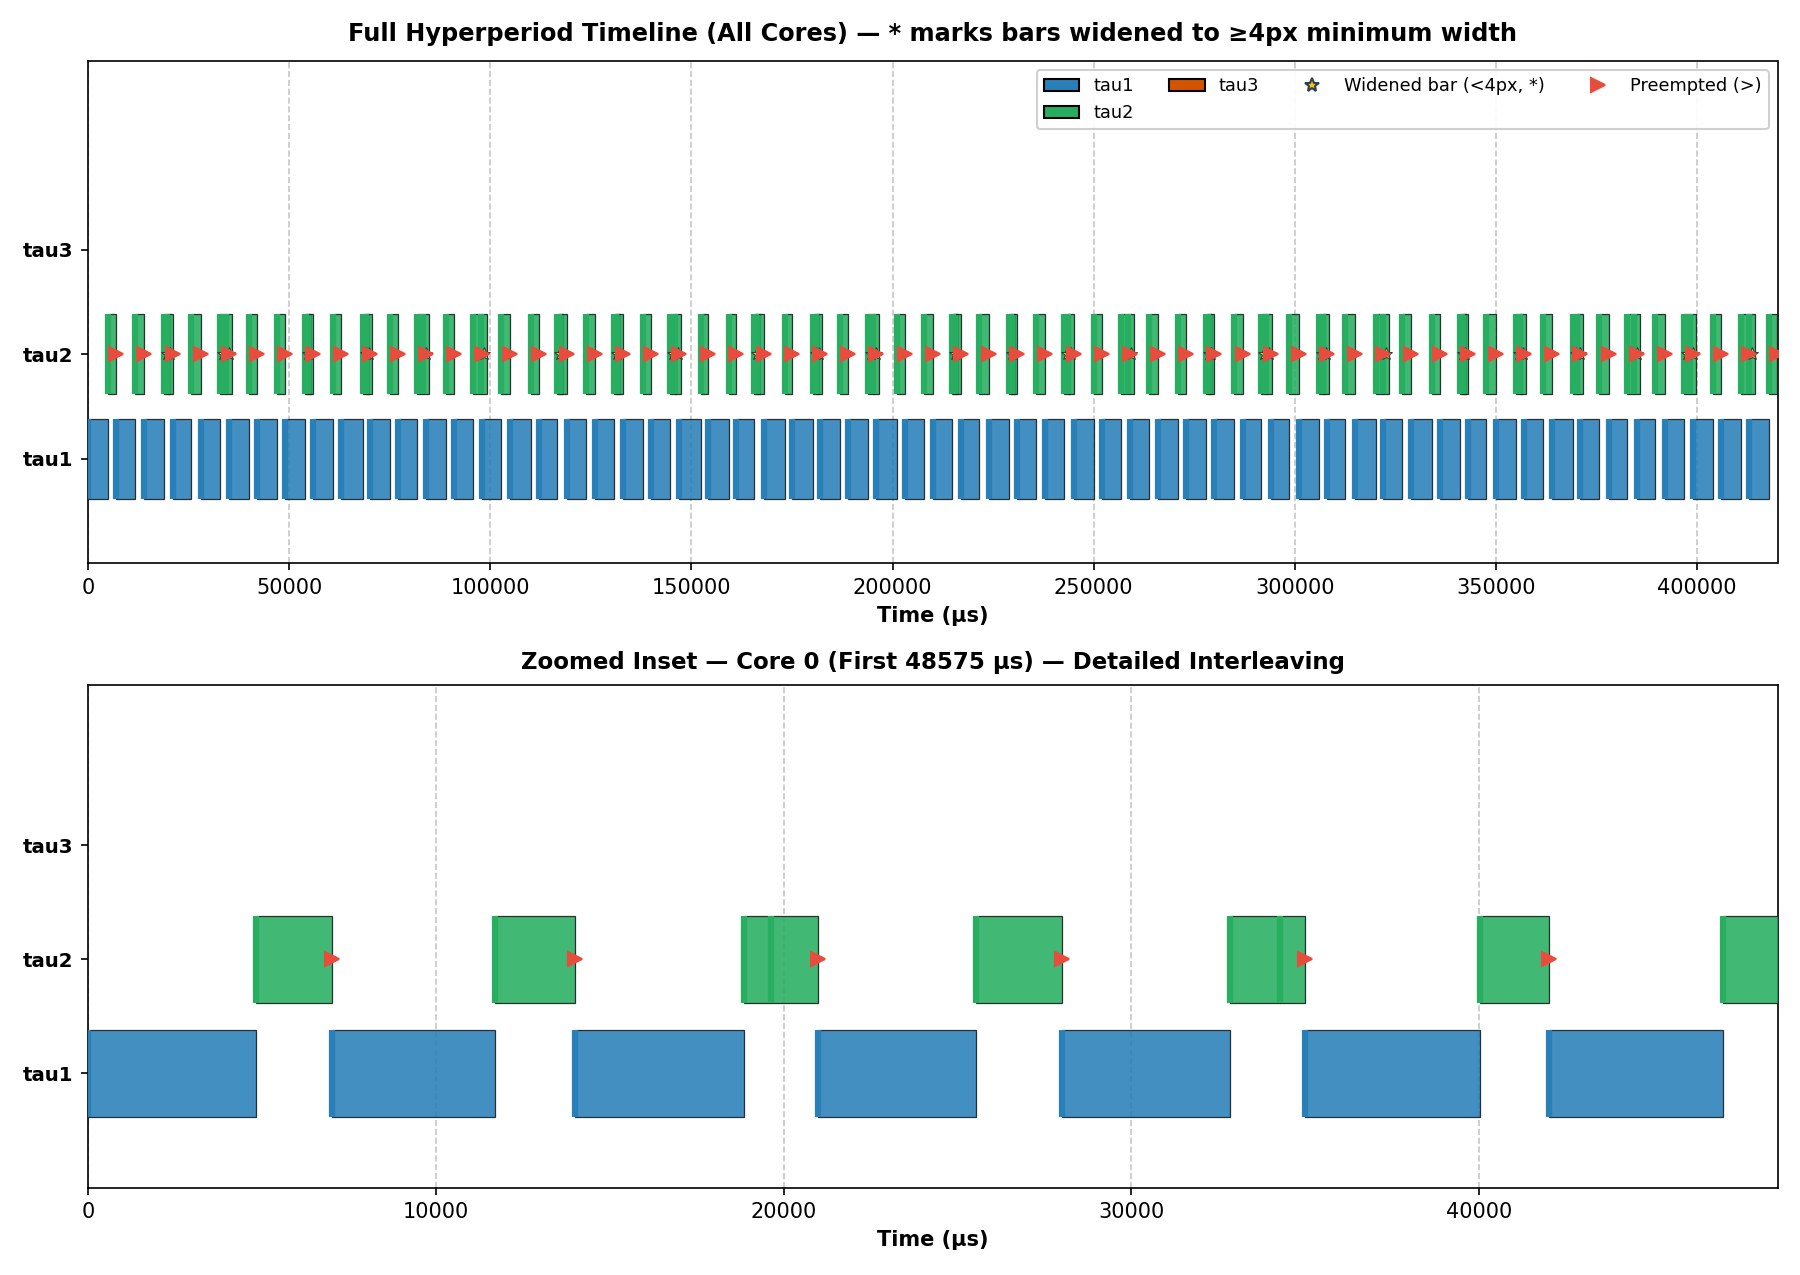 Full Hyperperiod Timeline (All Cores) — * marks bars widened to ≥4px minimum width
tau1 tau3 Widened bar (<4px, *) Preempted (>)
tau2
tau3
tau2
tau1
0 50000 100000 150000 200000 250000 300000 350000 400000
Time (µs)
Zoomed Inset — Core 0 (First 48575 µs) — Detailed Interleaving
tau3
tau2
tau1
0 10000 20000 30000 40000
Time (µs)